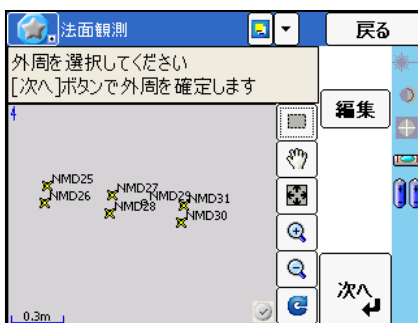 法面観測
戻る
外周を選択してください
[次へ]ボタンで外周を確定します
編集
4
NMD25
NMD26
NMD27
NMD28
NMD29
NMD31
NMD30
0.3m
次へ